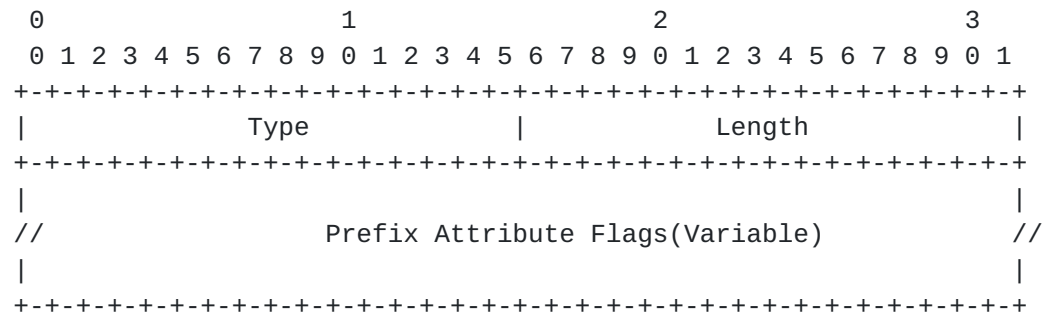 0                   1                   2                   3
 0 1 2 3 4 5 6 7 8 9 0 1 2 3 4 5 6 7 8 9 0 1 2 3 4 5 6 7 8 9 0 1
+-+-+-+-+-+-+-+-+-+-+-+-+-+-+-+-+-+-+-+-+-+-+-+-+-+-+-+-+-+-+-+-+
|              Type             |            Length             |
+-+-+-+-+-+-+-+-+-+-+-+-+-+-+-+-+-+-+-+-+-+-+-+-+-+-+-+-+-+-+-+-+
|                                                               |
//                  Prefix Attribute Flags(Variable)            //
|                                                               |
+-+-+-+-+-+-+-+-+-+-+-+-+-+-+-+-+-+-+-+-+-+-+-+-+-+-+-+-+-+-+-+-+